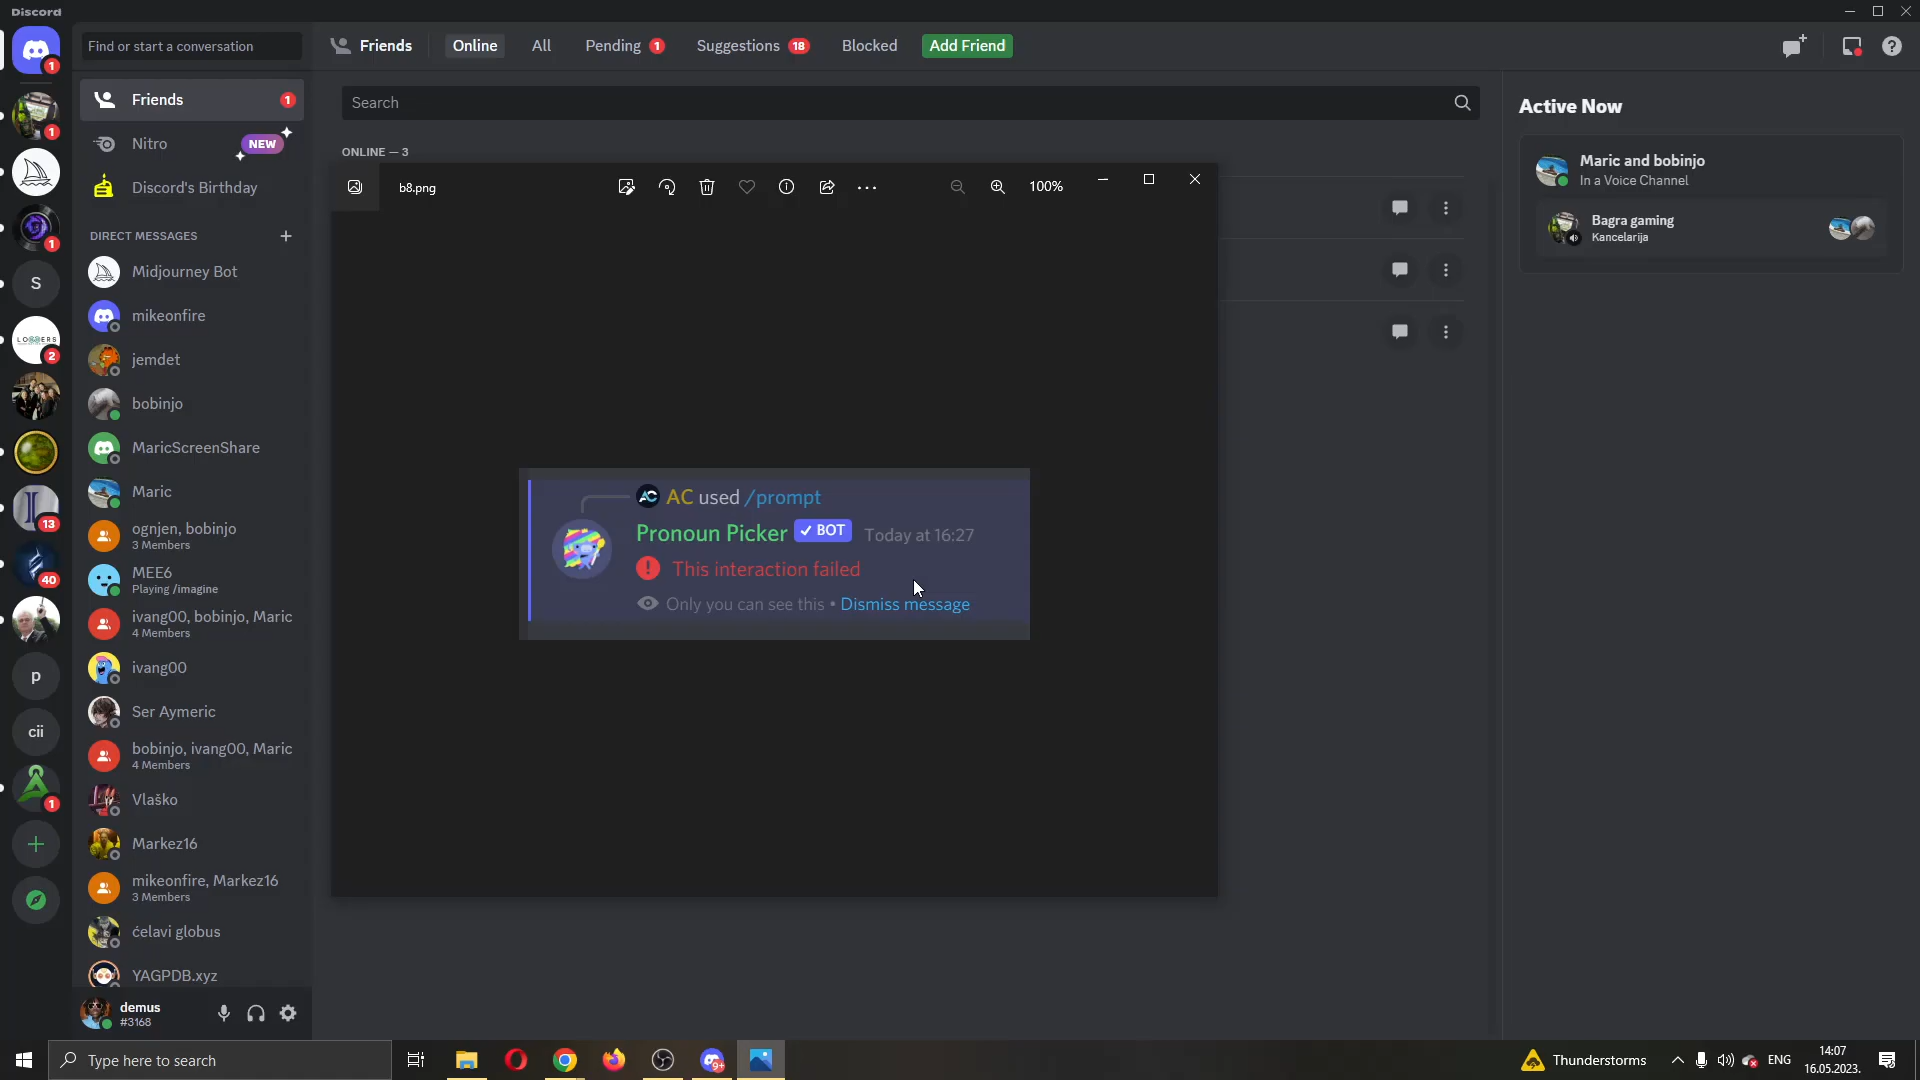 Discord
Find or start a conversation
Friends
Online
All
Pending 1
Suggestions 18
Blocked
Add Friend
1
Friends 1
Nitro NEW
Discord's Birthday
DIRECT MESSAGES
Midjourney Bot
mikeonfire
jemdet
bobinjo
MaricScreenShare
Maric
ognjen, bobinjo
3 Members
MEE6
Playing /imagine
ivang00, bobinjo, Maric
4 Members
ivang00
Ser Aymeric
bobinjo, ivang00, Maric
4 Members
Vlaško
Markez16
mikeonfire, Markez16
3 Members
ćelavi globus
YAGPDB.xyz
demus
#3168
1
1
S
LOGGERS
2
13
40
p
cii
1
Search
ONLINE — 3
b8.png
100%
AC AC used /prompt
Pronoun Picker BOT Today at 16:27
This interaction failed
Only you can see this • Dismiss message
Active Now
Maric and bobinjo
In a Voice Channel
Bagra gaming
Kancelarija
Type here to search
9+
Thunderstorms
ENG
14:07
16.05.2023.